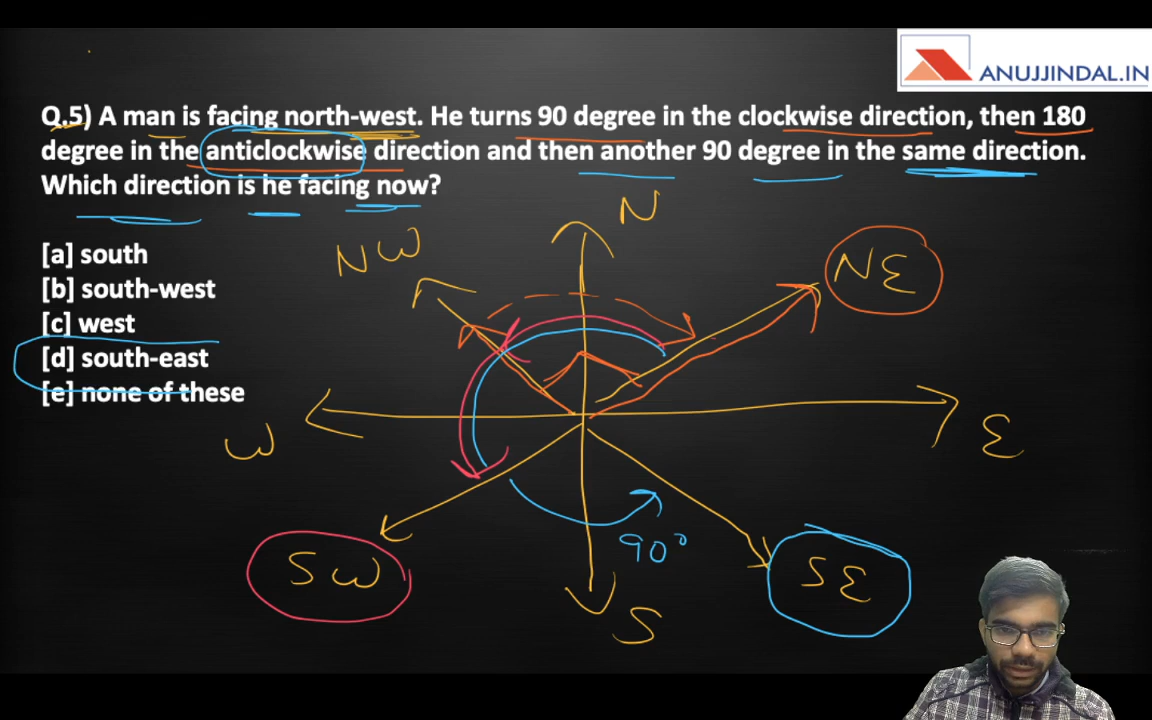 ANUJJINDAL.IN
Q.5) A man is facing north-west. He turns 90 degree in the clockwise direction, then 180
degree in the anticlockwise direction and then another 90 degree in the same direction.
Which direction is he facing now?
[a] south
[b] south-west
[c] west
[d] south-east
[e] none of these
N
NW
NE
W
E
SW
90°
SE
S